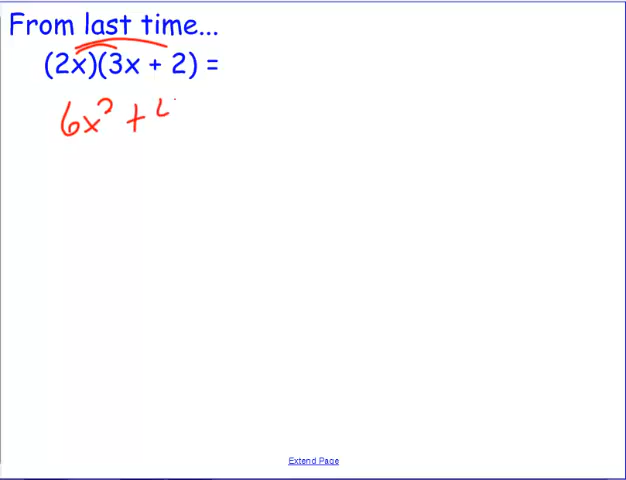 From last time...
(2x)(3x + 2) =
6x² +
Extend Page